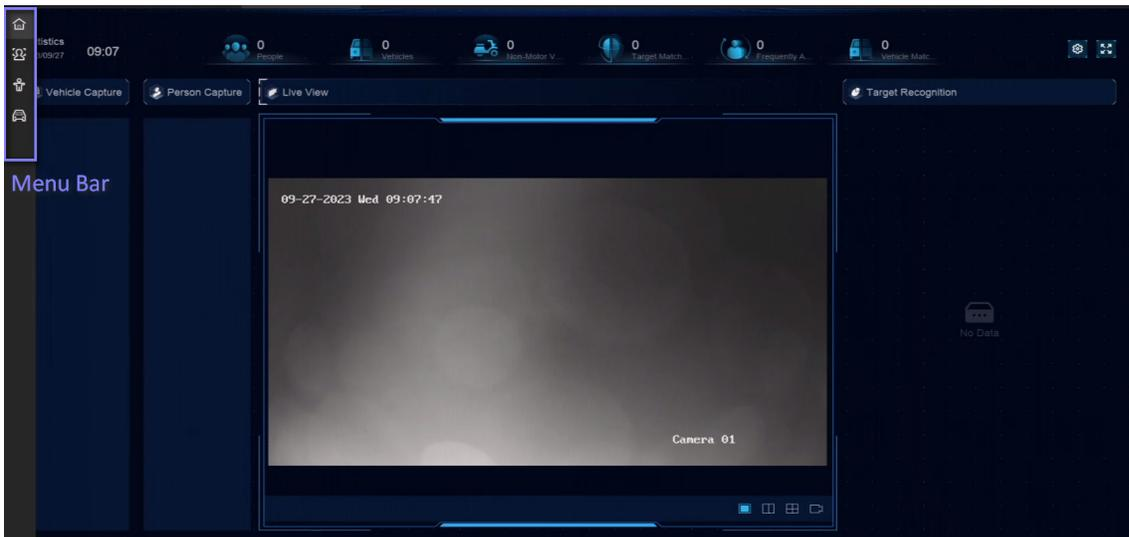 tistics
/09/27
09:07
0
People
0
Vehicles
0
Non-Motor V...
0
Target Match...
0
Frequently A...
0
Vehicle Matc...
Vehicle Capture
Person Capture
Live View
Target Recognition
Menu Bar
09-27-2023 Wed 09:07:47
No Data
Camera 01